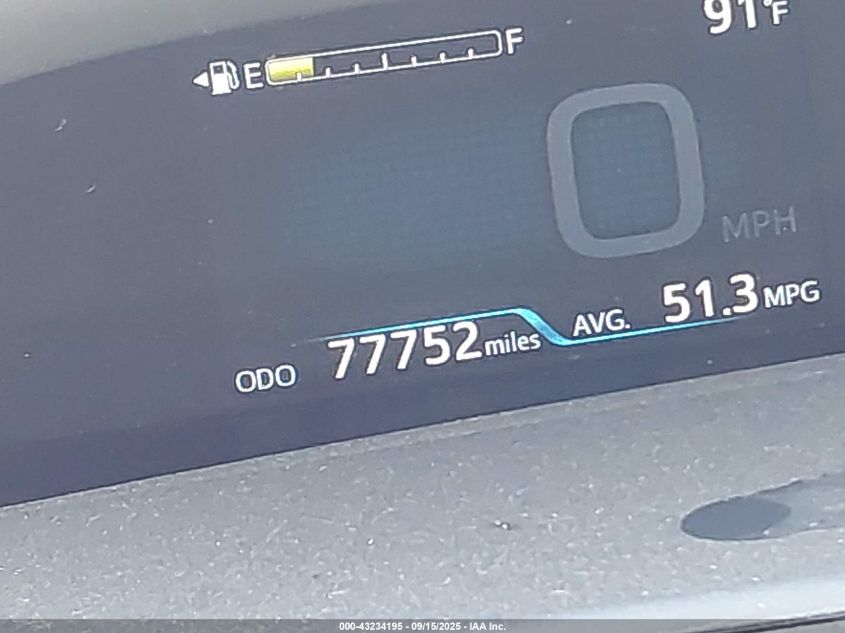 91°F
E F
0
MPH
ODO 77752 miles AVG. 51.3 MPG
000-43234195 - 09/15/2025 - IAA Inc.